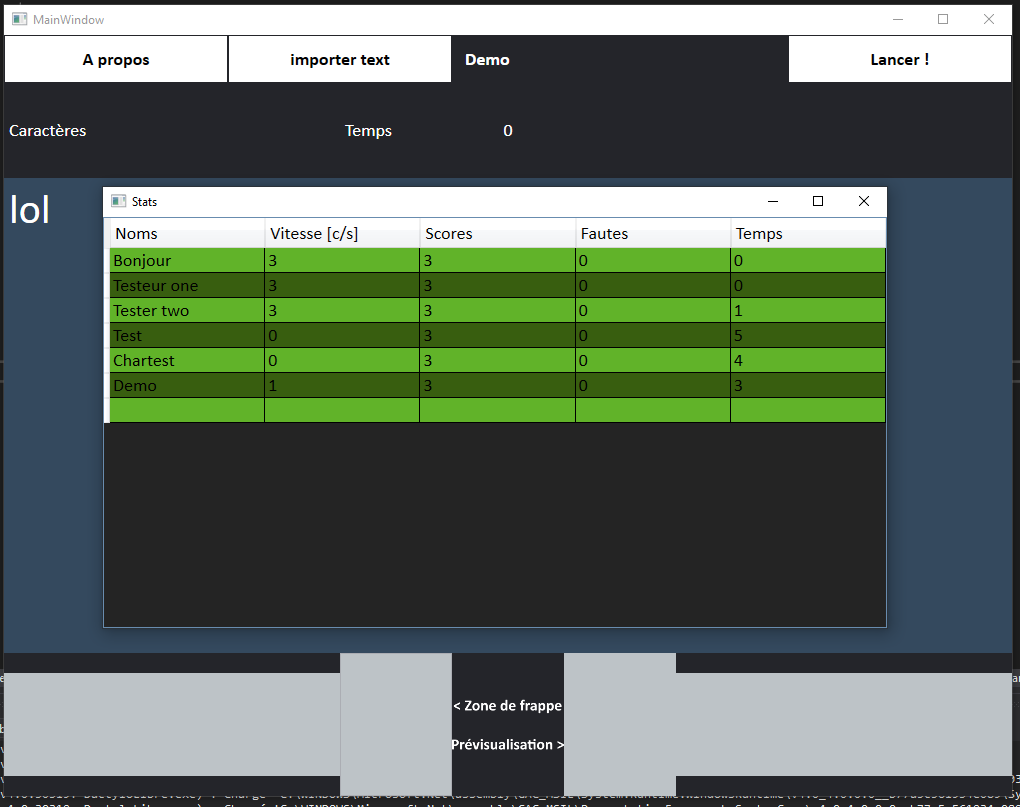 MainWindow
A propos importer text Demo Lancer !
Caractères Temps 0
lol
Stats
Noms Vitesse [c/s] Scores Fautes Temps
Bonjour 3 3 0 0
Testeur one 3 3 0 0
Tester two 3 3 0 1
Test 0 3 0 5
Chartest 0 3 0 4
Demo 1 3 0 3
< Zone de frappe
Prévisualisation >